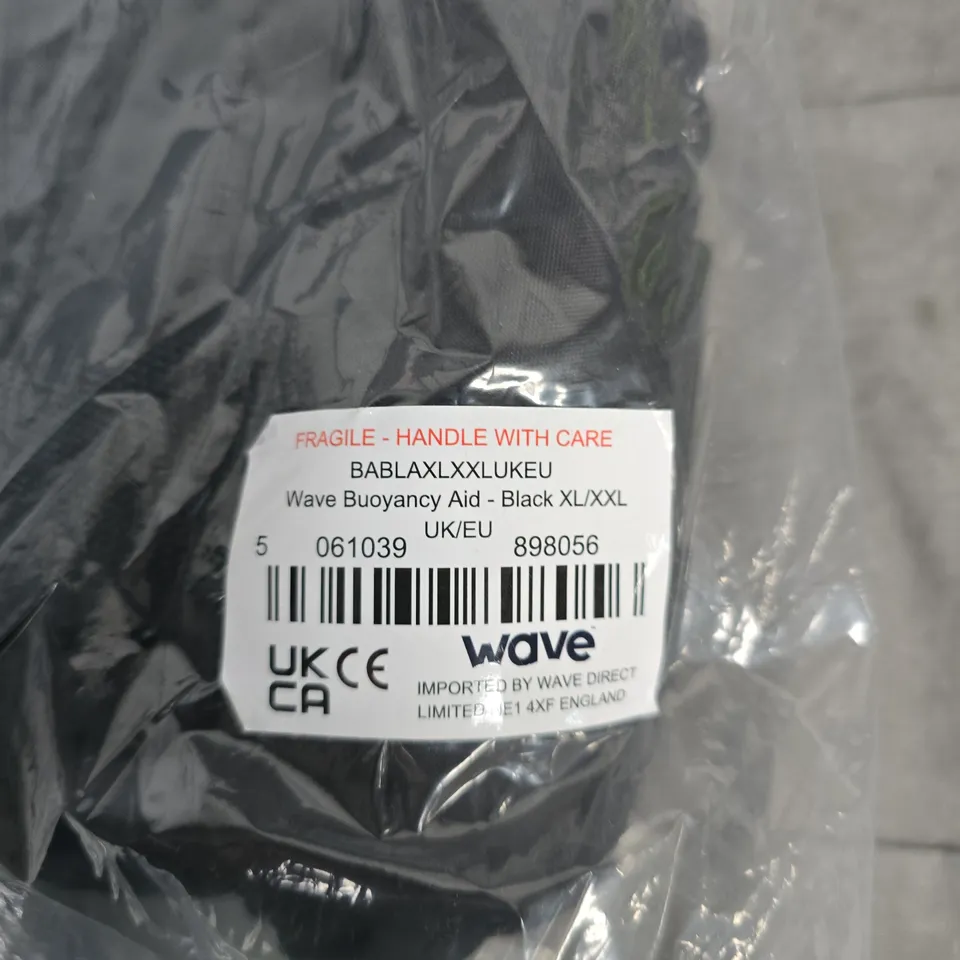 FRAGILE - HANDLE WITH CARE
BABLAXLXXLUKEU
Wave Buoyancy Aid - Black XL/XXL
UK/EU
5 061039 898056
UK CE
CA
wave
IMPORTED BY WAVE DIRECT
LIMITED 4XF ENGLAND